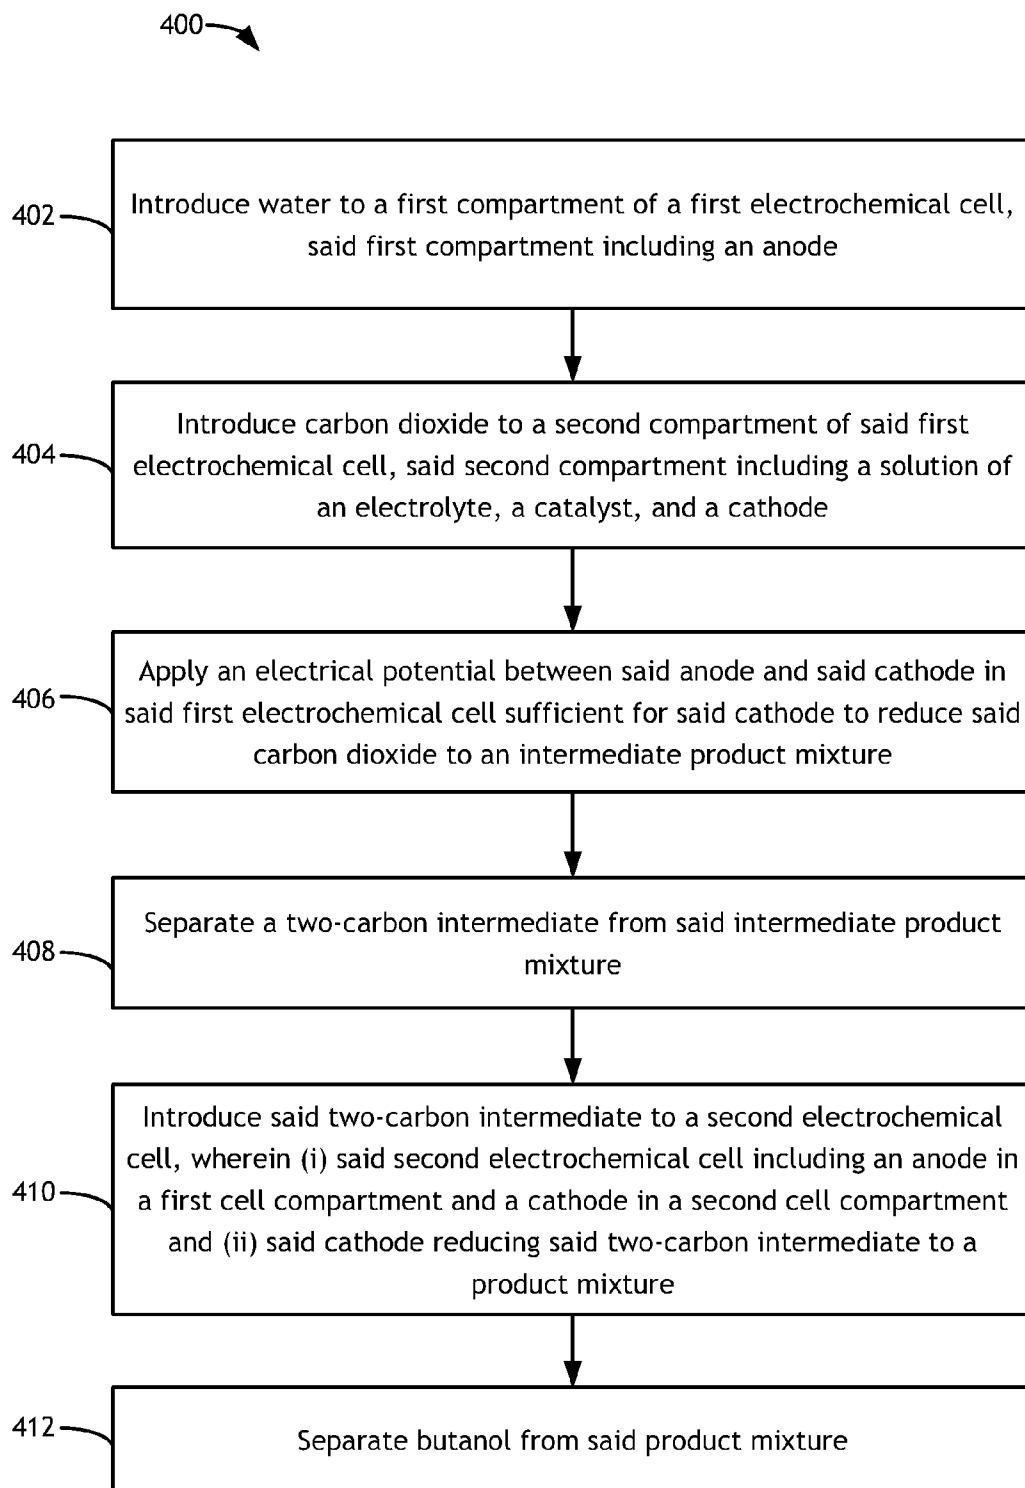 400
402
Introduce water to a first compartment of a first electrochemical cell,
said first compartment including an anode
404
Introduce carbon dioxide to a second compartment of said first
electrochemical cell, said second compartment including a solution of
an electrolyte, a catalyst, and a cathode
406
Apply an electrical potential between said anode and said cathode in
said first electrochemical cell sufficient for said cathode to reduce said
carbon dioxide to an intermediate product mixture
408
Separate a two-carbon intermediate from said intermediate product
mixture
410
Introduce said two-carbon intermediate to a second electrochemical
cell, wherein (i) said second electrochemical cell including an anode in
a first cell compartment and a cathode in a second cell compartment
and (ii) said cathode reducing said two-carbon intermediate to a
product mixture
412
Separate butanol from said product mixture